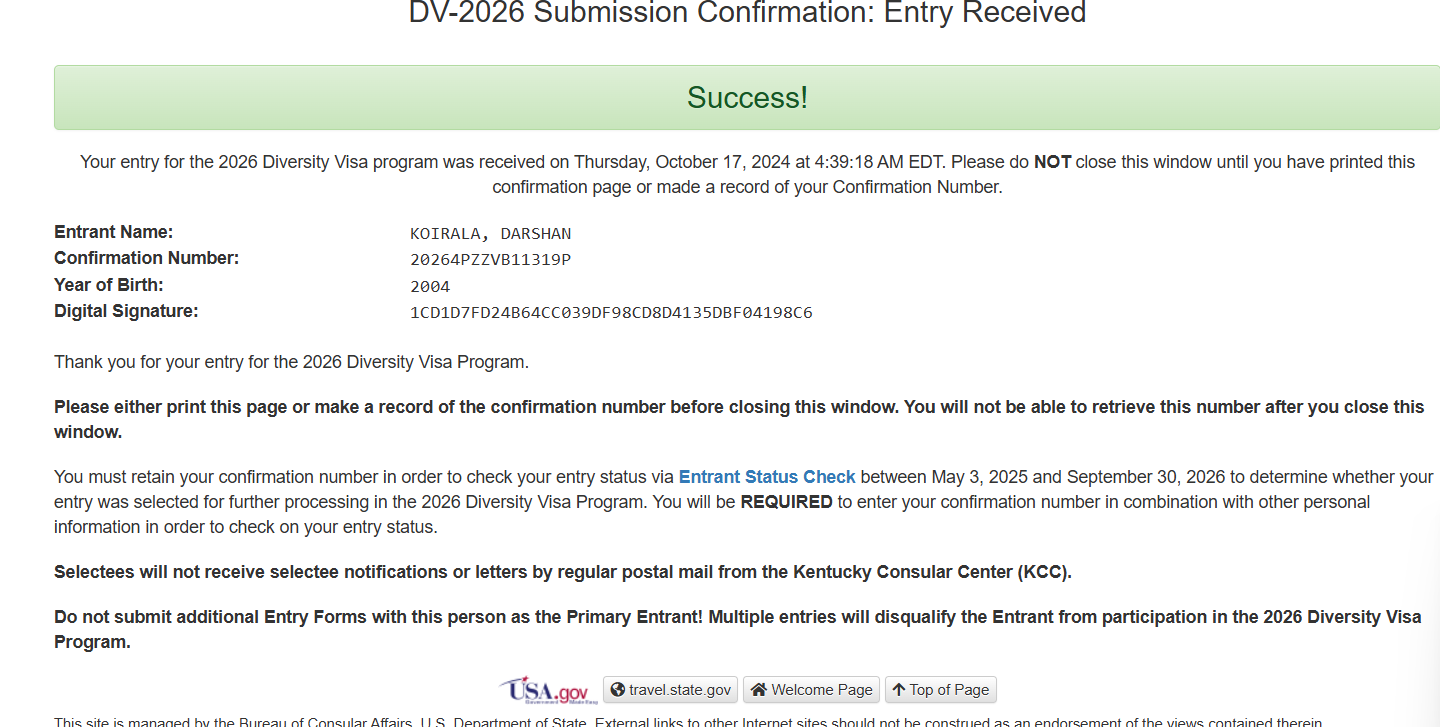 DV-2026 Submission Confirmation: Entry Received
Success!
Your entry for the 2026 Diversity Visa program was received on Thursday, October 17, 2024 at 4:39:18 AM EDT. Please do NOT close this window until you have printed this
confirmation page or made a record of your Confirmation Number.
Entrant Name: KOIRALA, DARSHAN
Confirmation Number: 20264PZZVB11319P
Year of Birth: 2004
Digital Signature: 1CD1D7FD24B64CC039DF98CD8D4135DBF04198C6
Thank you for your entry for the 2026 Diversity Visa Program.
Please either print this page or make a record of the confirmation number before closing this window. You will not be able to retrieve this number after you close this
window.
You must retain your confirmation number in order to check your entry status via Entrant Status Check between May 3, 2025 and September 30, 2026 to determine whether your
entry was selected for further processing in the 2026 Diversity Visa Program. You will be REQUIRED to enter your confirmation number in combination with other personal
information in order to check on your entry status.
Selectees will not receive selectee notifications or letters by regular postal mail from the Kentucky Consular Center (KCC).
Do not submit additional Entry Forms with this person as the Primary Entrant! Multiple entries will disqualify the Entrant from participation in the 2026 Diversity Visa
Program.
USA.gov Government Made Easy travel.state.gov Welcome Page Top of Page
This site is managed by the Bureau of Consular Affairs, U.S. Department of State. External links to other Internet sites should not be construed as an endorsement of the views contained therein.